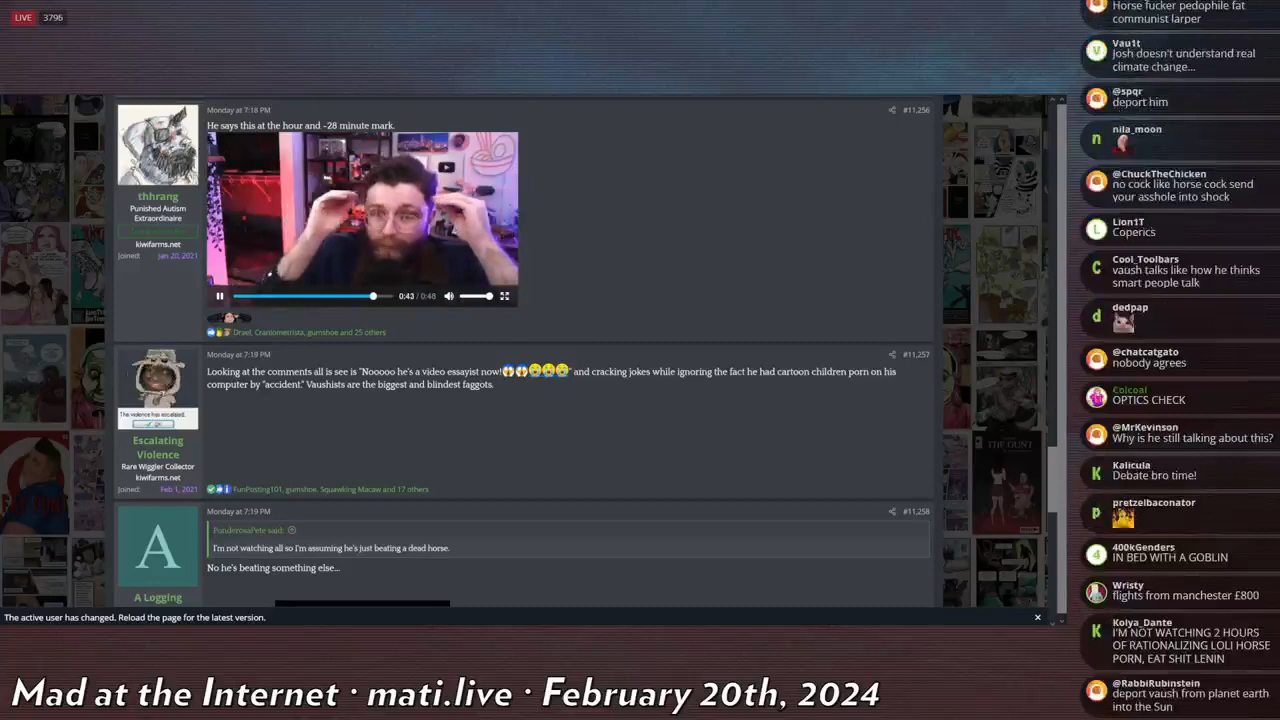 LIVE 3796
Monday at 7:18 PM
#11,256
He says this at the hour and ~28 minute mark.
thhrang
Punished Autism
Extraordinaire
kiwifarms.net
Joined: Jan 20, 2021
0:43 / 0:48
Drsel, Craniometrista, gumshoe and 25 others
Monday at 7:19 PM
#11,257
Looking at the comments all is see is "Nooooo he's a video essayist now!😱😱😭😭😭" and cracking jokes while ignoring the fact he had cartoon children porn on his
computer by "accident." Vaushists are the biggest and blindest faggots.
The violence has escalated.
Escalating
Violence
Rare Wiggler Collector
kiwifarms.net
Joined: Feb 1, 2021
FunPosting101, gumshoe, Squawking Macaw and 17 others
Monday at 7:19 PM
#11,258
PonderosaPete said:
I'm not watching all so I'm assuming he's just beating a dead horse.
No he's beating something else...
A
A Logging
THE GUNT
The active user has changed. Reload the page for the latest version.
Mad at the Internet · mati.live · February 20th, 2024
Horse fucker pedophile fat
communist larper
Vau1t
josh doesn't understand real
climate change...
@spqr
deport him
nila_moon
@ChuckTheChicken
no cock like horse cock send
your asshole into shock
Lion1T
Coperics
Cool_Toolbars
vaush talks like how he thinks
smart people talk
dedpap
@chatcatgato
nobody agrees
Colcoal
OPTICS CHECK
@MrKevinson
Why is he still talking about this?
Kalicula
Debate bro time!
pretzelbaconator
400kGenders
IN BED WITH A GOBLIN
Wristy
flights from manchester £800
Kolya_Dante
I'M NOT WATCHING 2 HOURS
OF RATIONALIZING LOLI HORSE
PORN, EAT SHIT LENIN
@RabbiRubinstein
deport vaush from planet earth
into the Sun